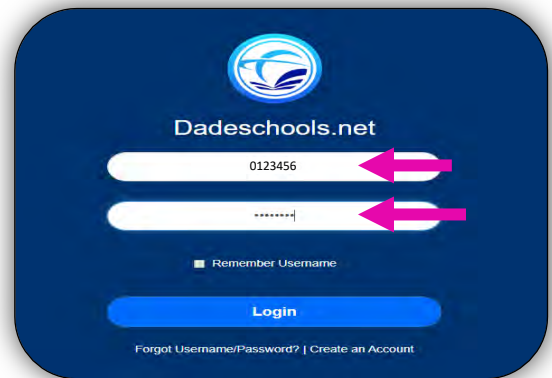 Dadeschools.net
0123456
********
Remember Username
Login
Forgot Username/Password? | Create an Account